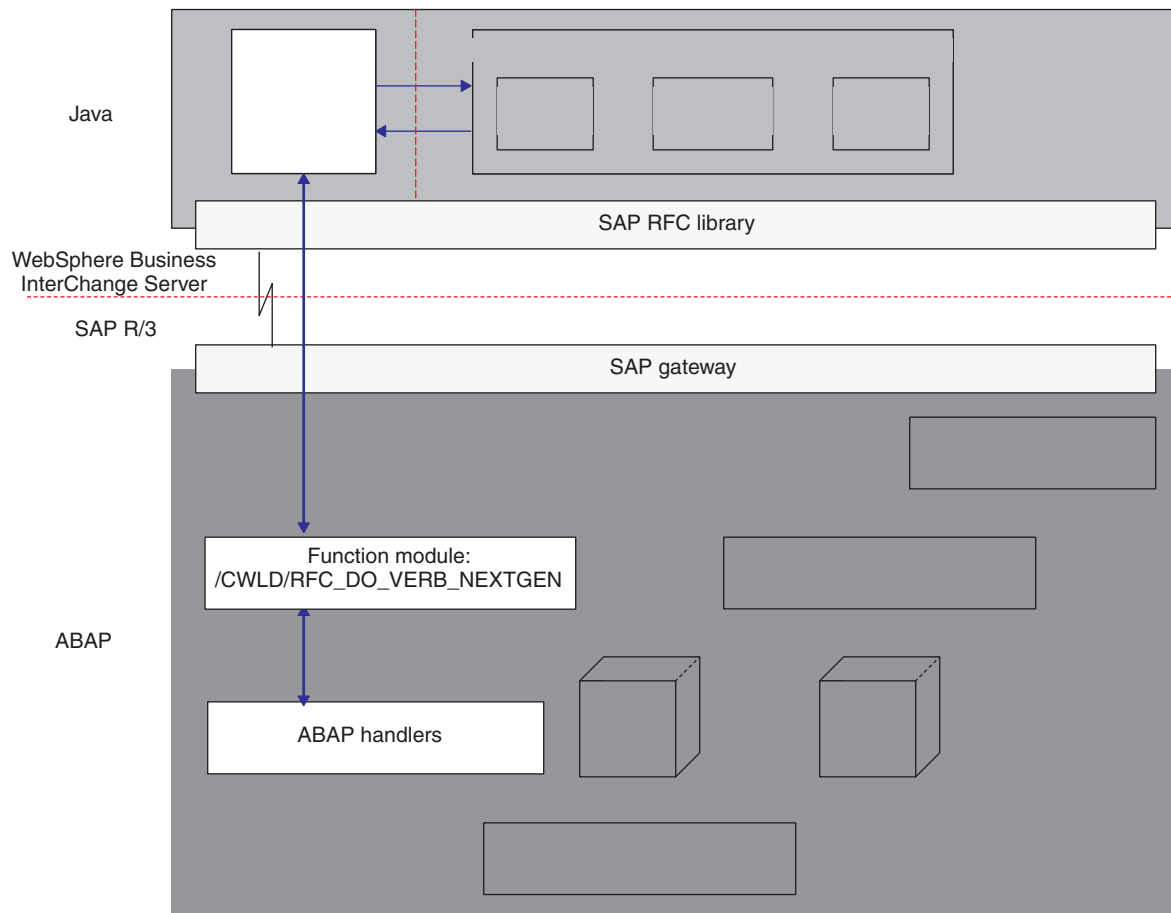 Java
SAP RFC library
WebSphere Business
InterChange Server
SAP R/3
SAP gateway
Function module:
/CWLD/RFC_DO_VERB_NEXTGEN
ABAP
ABAP handlers